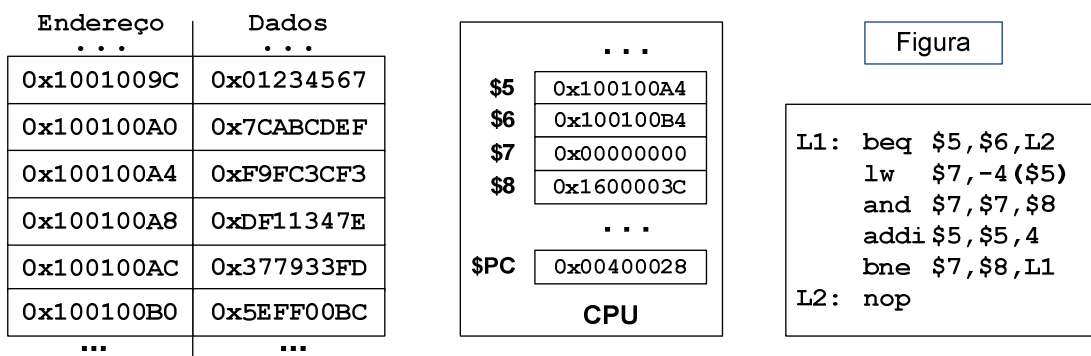 Endereço Dados
... ...
0x1001009C 0x01234567
0x100100A0 0x7CABCDEF
0x100100A4 0xF9FC3CF3
0x100100A8 0xDF11347E
0x100100AC 0x377933FD
0x100100B0 0x5EFF00BC
... ...
...
$5 0x100100A4
$6 0x100100B4
$7 0x00000000
$8 0x1600003C
...
$PC 0x00400028
CPU
Figura
L1: beq $5,$6,L2
lw $7,-4($5)
and $7,$7,$8
addi $5,$5,4
bne $7,$8,L1
L2: nop